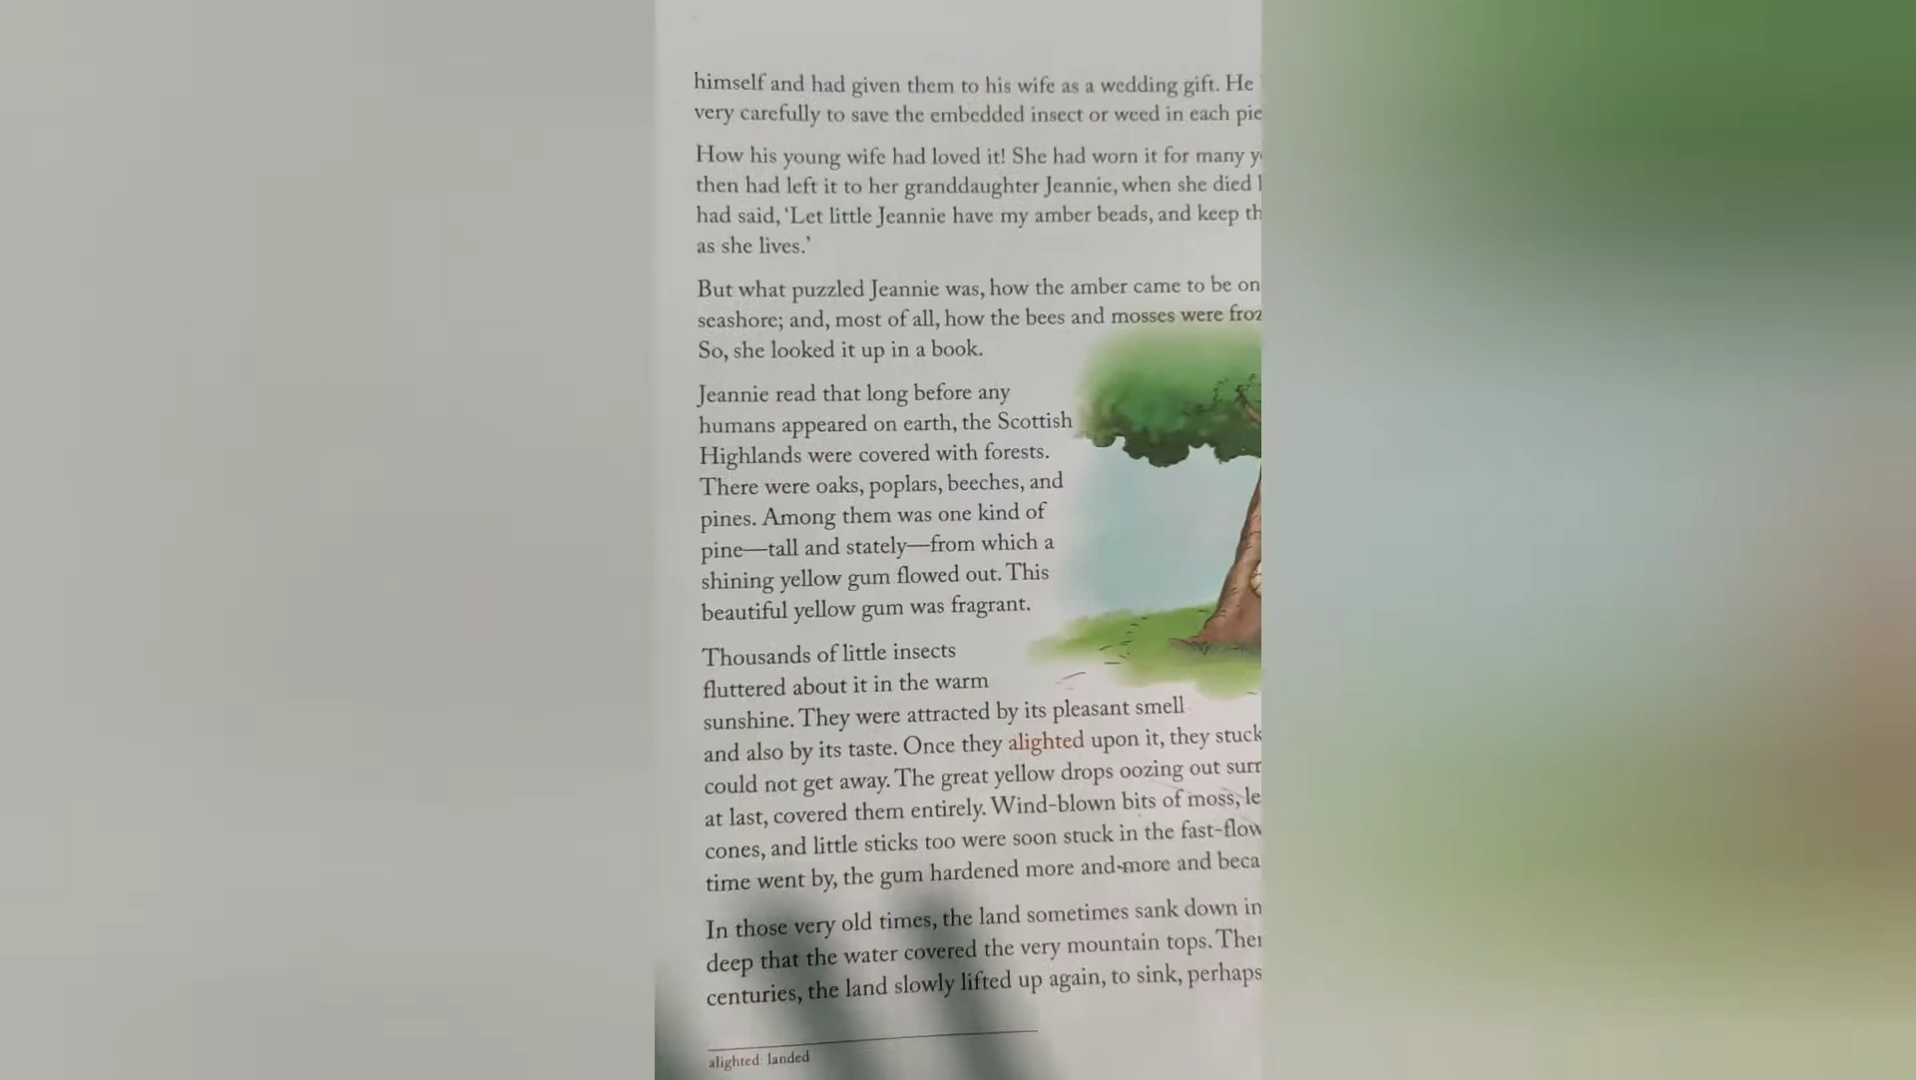 himself and had given them to his wife as a wedding gift. He
very carefully to save the embedded insect or weed in each
How his young wife had loved it! She had worn it for many
then had left it to her granddaughter Jeannie, when she died
had said, ‘Let little Jeannie have my amber beads, and keep
as she lives.’
But what puzzled Jeannie was, how the amber came to be on
seashore; and, most of all, how the bees and mosses were
So, she looked it up in a book.
Jeannie read that long before any
humans appeared on earth, the Scottish
Highlands were covered with forests.
There were oaks, poplars, beeches, and
pines. Among them was one kind of
pine—tall and stately—from which a
shining yellow gum flowed out. This
beautiful yellow gum was fragrant.
Thousands of little insects
fluttered about it in the warm
sunshine. They were attracted by its pleasant smell
and also by its taste. Once they alighted upon it, they stuck
could not get away. The great yellow drops oozing out
at last, covered them entirely. Wind-blown bits of moss,
cones, and little sticks too were soon stuck in the
time went by, the gum hardened more and more and
In those very old times, the land sometimes sank down
deep that the water covered the very mountain tops.
centuries, the land slowly lifted up again, to sink, perhaps
alighted: landed